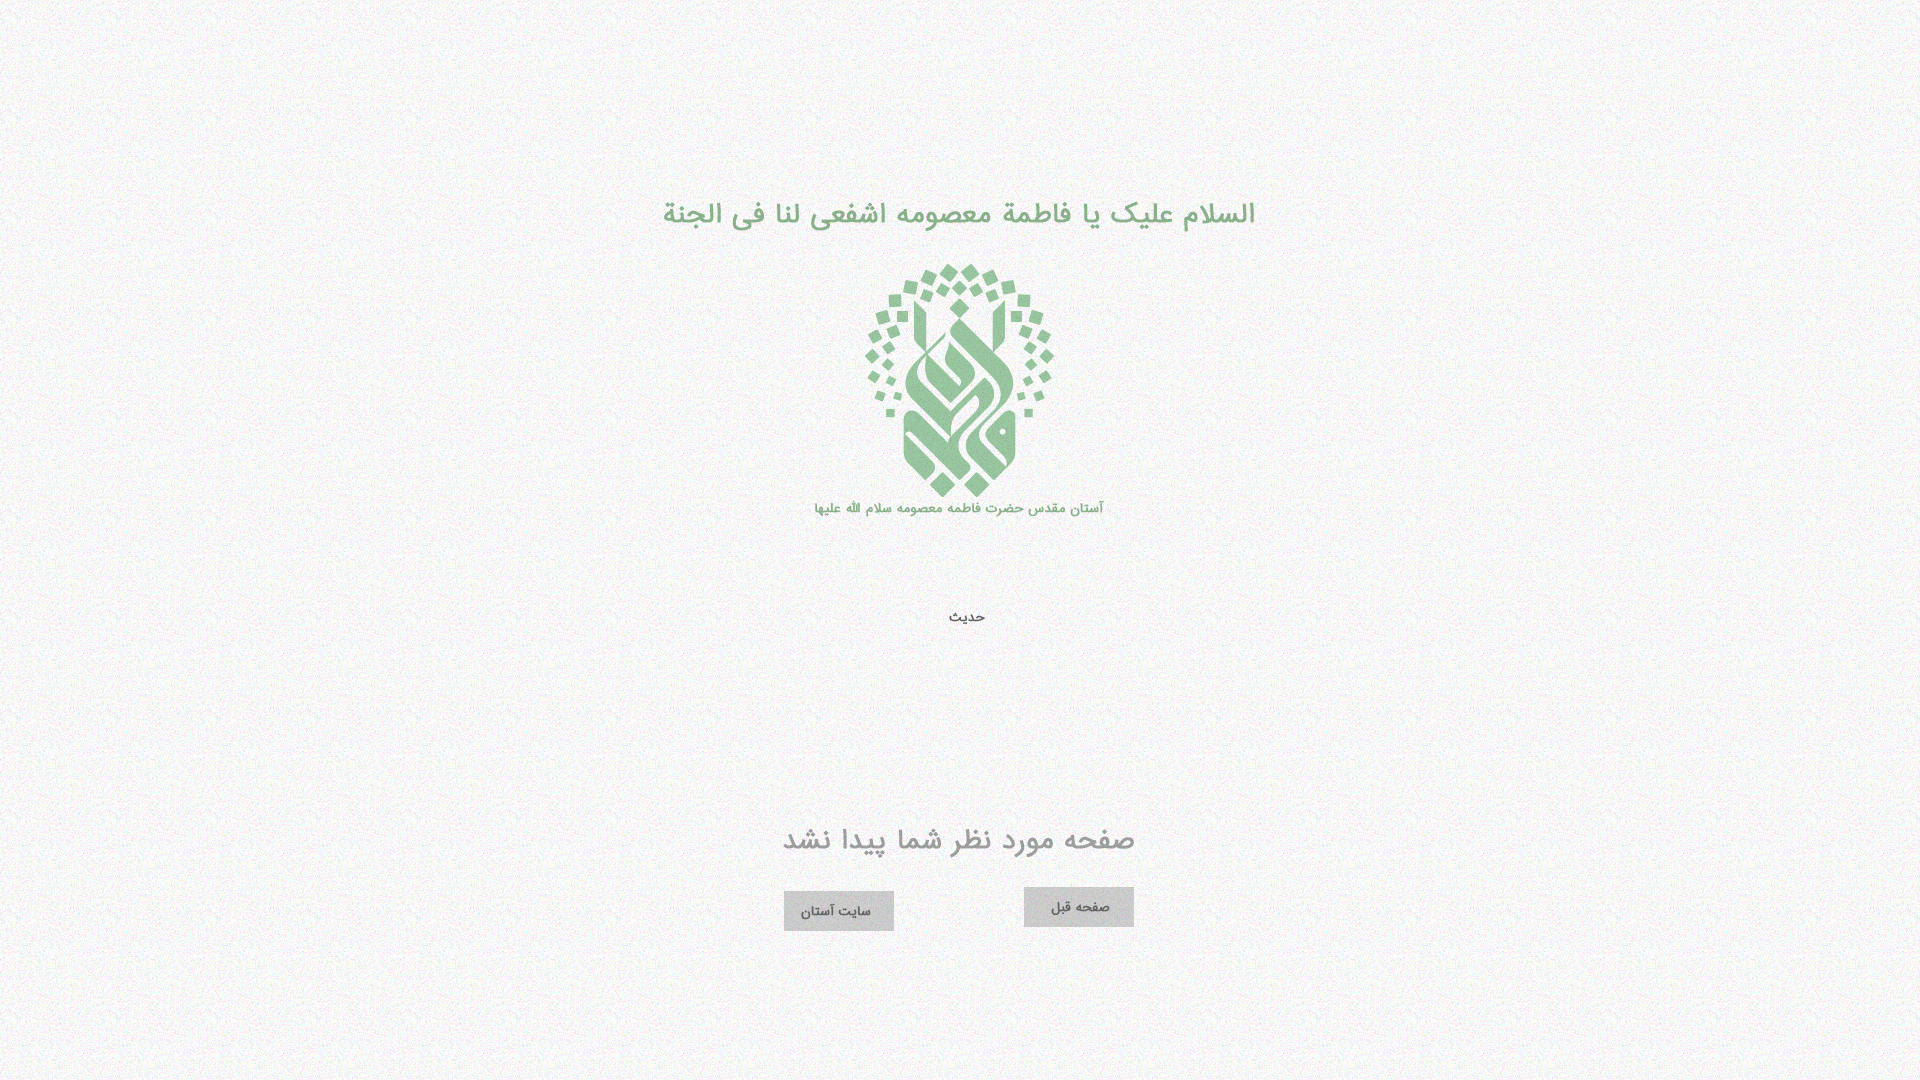 السلام علیک یا فاطمة معصومه اشفعی لنا فی الجنة
آستان مقدس حضرت فاطمه معصومه سلام الله علیها
حدیث
صفحه مورد نظر شما پیدا نشد
صفحه قبل
سایت آستان